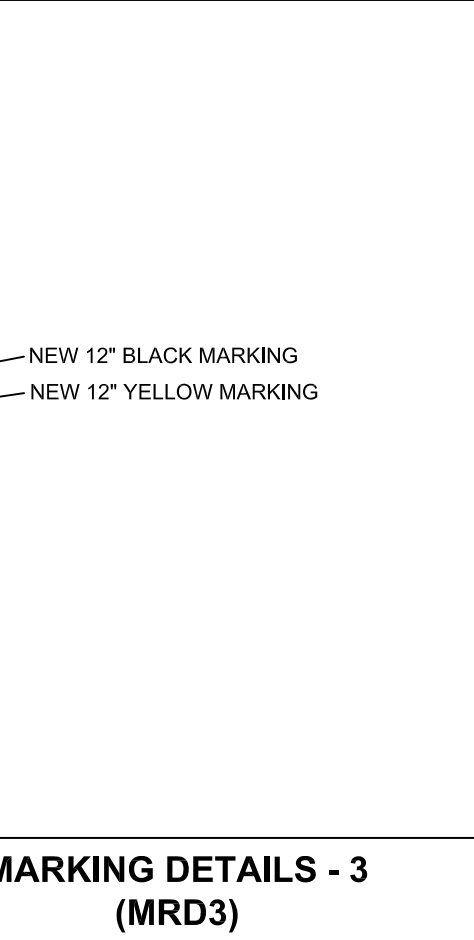 NEW 12" BLACK MARKING
NEW 12" YELLOW MARKING
MARKING DETAILS - 3
(MRD3)